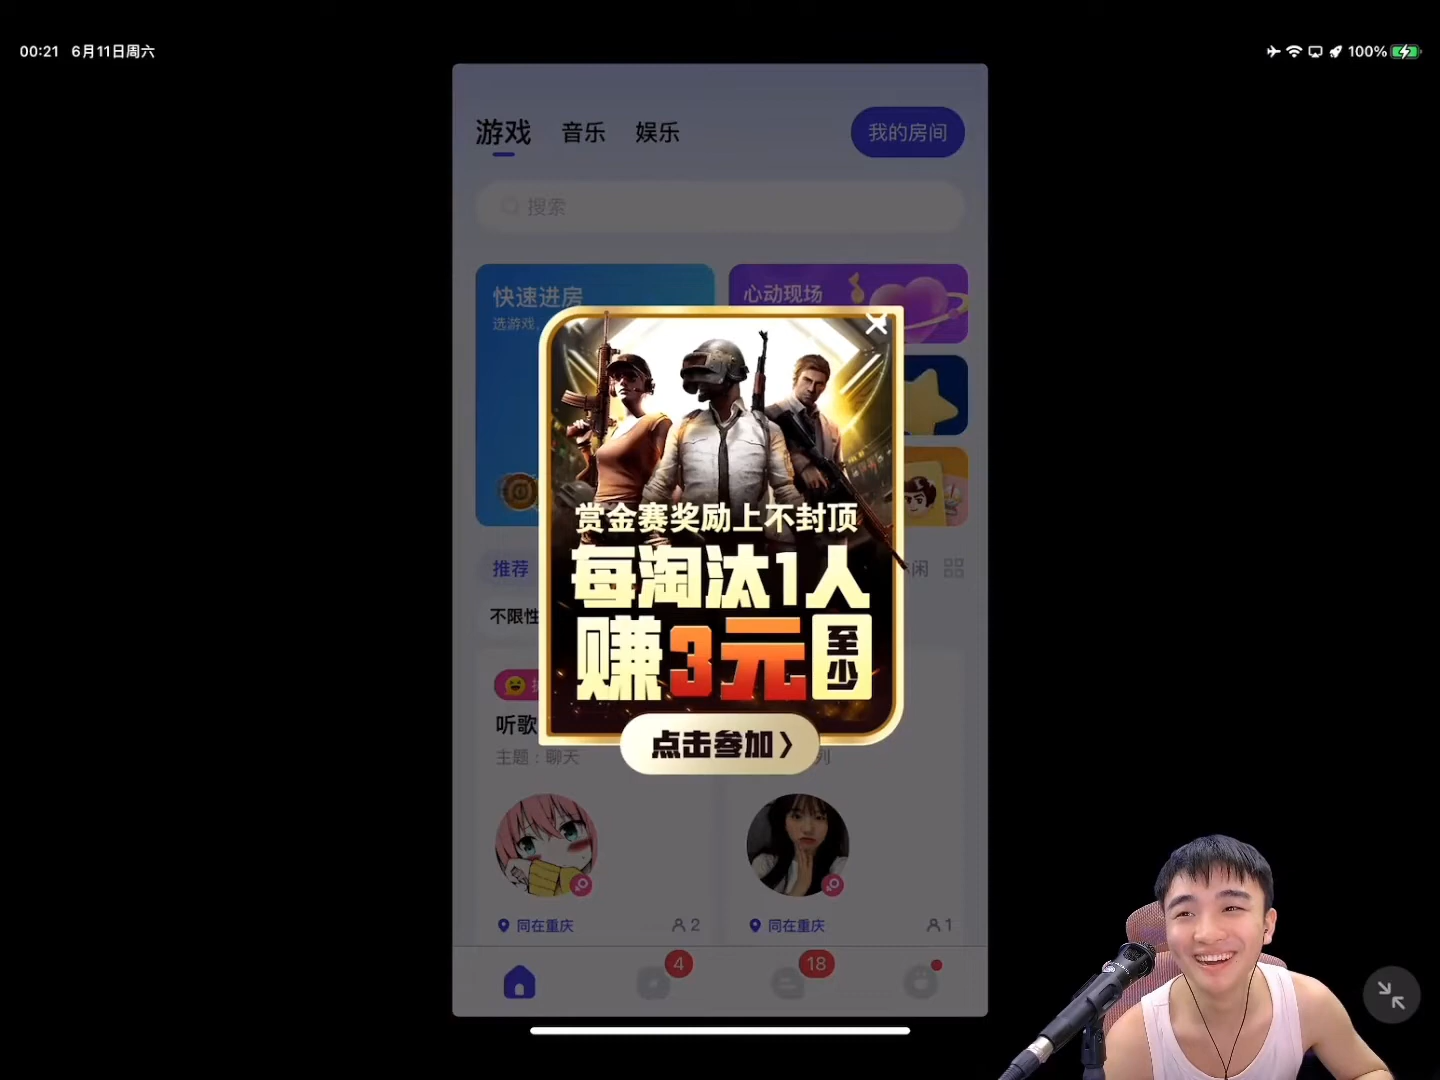 00:21 6月11日周六
100%
游戏 音乐 娱乐
我的房间
搜索
快速进房
选游戏,
心动现场
赏金赛奖励上不封顶
每淘汰1人
赚3元至少
点击参加
推荐
闲
不限性
听歌
主题:聊天
列
同在重庆 2
同在重庆 1
4
18